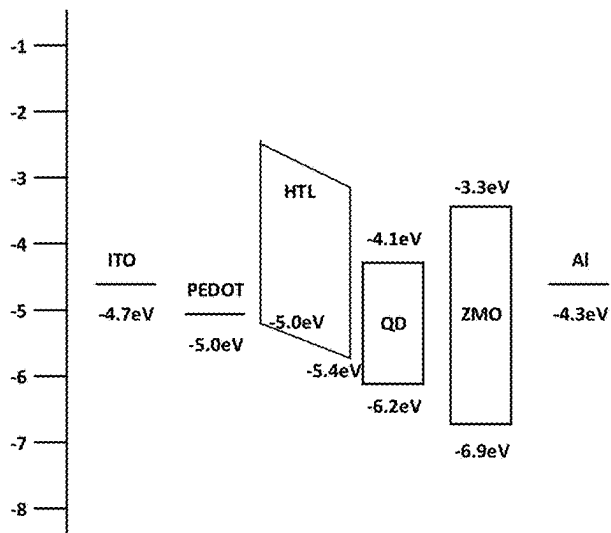 -1
-2
-3
-4
-5
-6
-7
-8
ITO
-4.7eV
PEDOT
-5.0eV
HTL
-5.0eV
-5.4eV
-4.1eV
QD
-6.2eV
-3.3eV
ZMO
-6.9eV
Al
-4.3eV